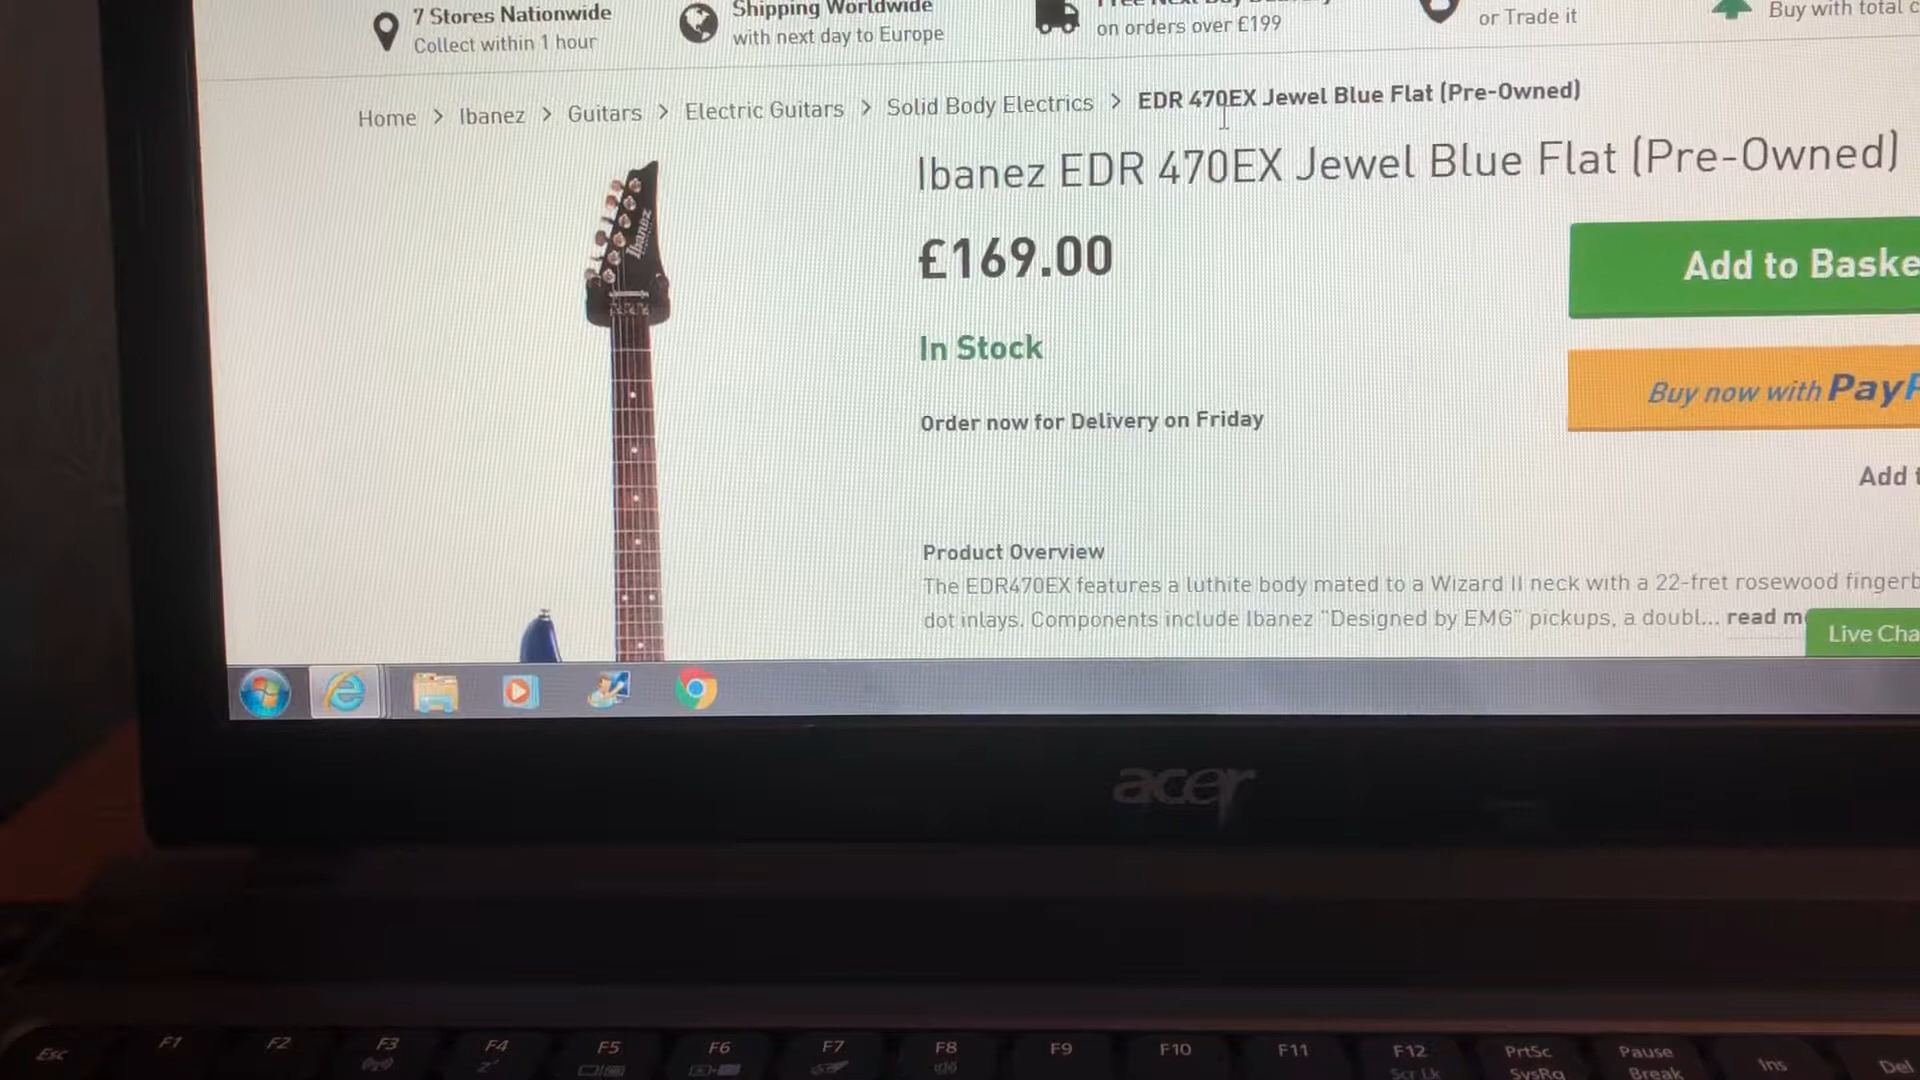 7 Stores Nationwide
Collect within 1 hour
Shipping Worldwide
with next day to Europe
on orders over £199
or Trade it
Buy with total c
Home > Ibanez > Guitars > Electric Guitars > Solid Body Electrics > EDR 470EX Jewel Blue Flat (Pre-Owned)
Ibanez EDR 470EX Jewel Blue Flat (Pre-Owned)
Ibanez
£169.00
Add to Baske
In Stock
Buy now with PayP
Order now for Delivery on Friday
Add t
Product Overview
The EDR470EX features a luthite body mated to a Wizard II neck with a 22-fret rosewood fingerb
dot inlays. Components include Ibanez "Designed by EMG" pickups, a doubl... read m
Live Cha
acer
Esc F1 F2 F3 F4 F5 F6 F7 F8 F9 F10 F11 F12 PrtSc Pause Ins Del
Scr Lk SysRq Break